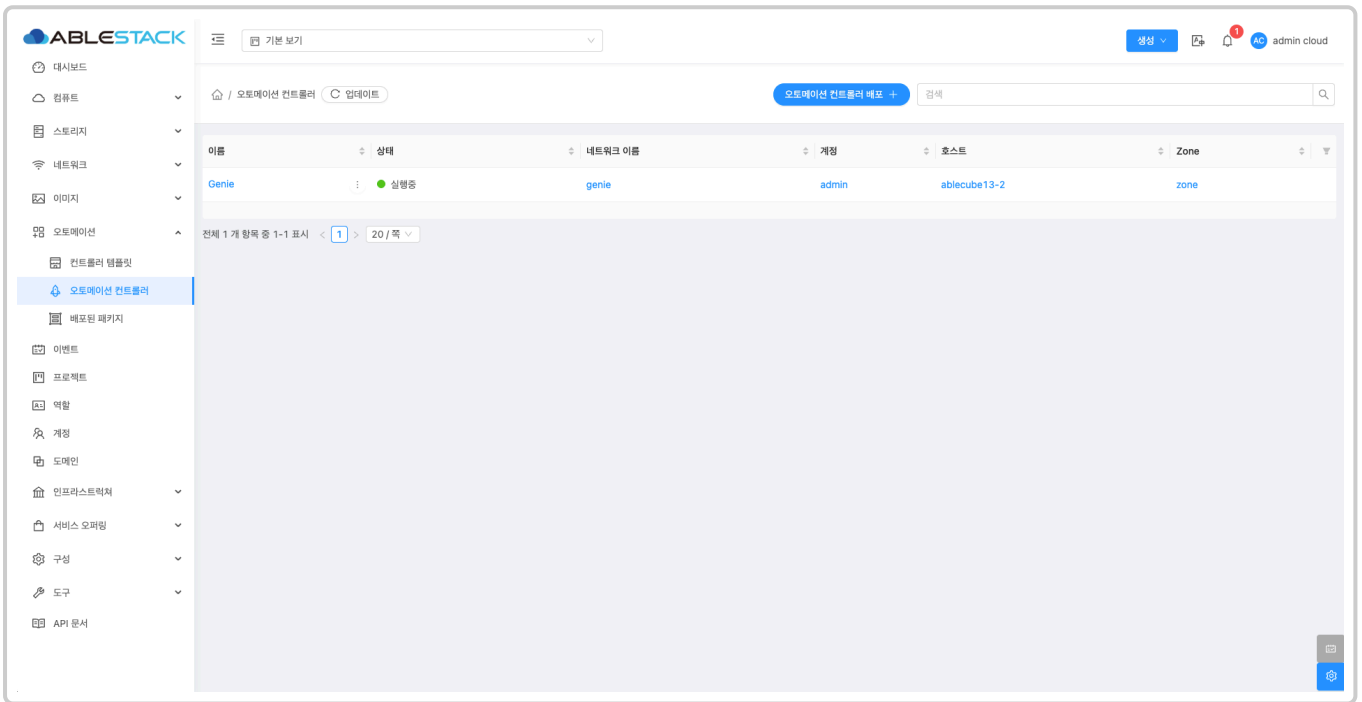 ABLESTACK
기본 보기
생성
1
AC
admin cloud
대시보드
컴퓨트
스토리지
네트워크
이미지
오토메이션
컨트롤러 템플릿
오토메이션 컨트롤러
배포된 패키지
이벤트
프로젝트
역할
계정
도메인
인프라스트럭쳐
서비스 오퍼링
구성
도구
API 문서
/ 오토메이션 컨트롤러 업데이트
오토메이션 컨트롤러 배포 +
검색
이름 상태 네트워크 이름 계정 호스트 Zone
Genie 실행중 genie admin ablecube13-2 zone
전체 1 개 항목 중 1-1 표시 < 1 > 20 / 쪽